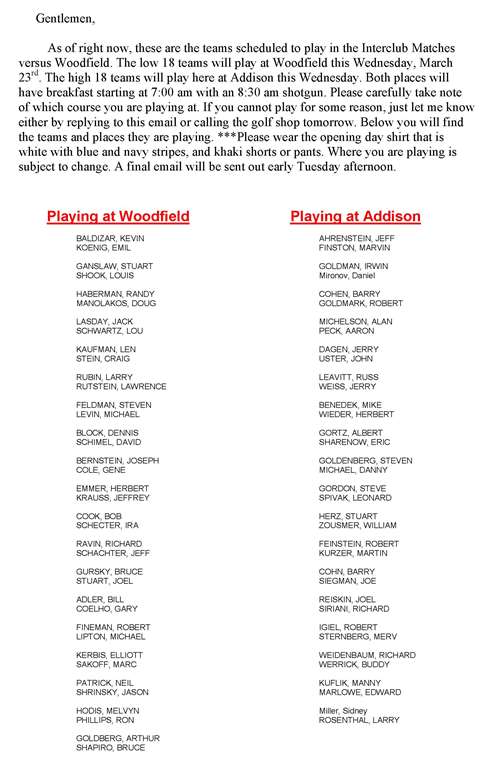 Gentlemen,
As of right now, these are the teams scheduled to play in the Interclub Matches
versus Woodfield. The low 18 teams will play at Woodfield this Wednesday, March
23rd. The high 18 teams will play here at Addison this Wednesday. Both places will
have breakfast starting at 7:00 am with an 8:30 am shotgun. Please carefully take note
of which course you are playing at. If you cannot play for some reason, just let me know
either by replying to this email or calling the golf shop tomorrow. Below you will find
the teams and places they are playing. ***Please wear the opening day shirt that is
white with blue and navy stripes, and khaki shorts or pants. Where you are playing is
subject to change. A final email will be sent out early Tuesday afternoon.
Playing at Woodfield
BALDIZAR, KEVIN
KOENIG, EMIL
GANSLAW, STUART
SHOOK, LOUIS
HABERMAN, RANDY
MANOLAKOS, DOUG
LASDAY, JACK
SCHWARTZ, LOU
KAUFMAN, LEN
STEIN, CRAIG
RUBIN, LARRY
RUTSTEIN, LAWRENCE
FELDMAN, STEVEN
LEVIN, MICHAEL
BLOCK, DENNIS
SCHIMEL, DAVID
BERNSTEIN, JOSEPH
COLE, GENE
EMMER, HERBERT
KRAUSS, JEFFREY
COOK, BOB
SCHECTER, IRA
RAVIN, RICHARD
SCHACHTER, JEFF
GURSKY, BRUCE
STUART, JOEL
ADLER, BILL
COELHO, GARY
FINEMAN, ROBERT
LIPTON, MICHAEL
KERBIS, ELLIOTT
SAKOFF, MARC
PATRICK, NEIL
SHRINSKY, JASON
HODIS, MELVYN
PHILLIPS, RON
GOLDBERG, ARTHUR
SHAPIRO, BRUCE
Playing at Addison
AHRENSTEIN, JEFF
FINSTON, MARVIN
GOLDMAN, IRWIN
Mironov, Daniel
COHEN, BARRY
GOLDMARK, ROBERT
MICHELSON, ALAN
PECK, AARON
DAGEN, JERRY
USTER, JOHN
LEAVITT, RUSS
WEISS, JERRY
BENEDEK, MIKE
WIEDER, HERBERT
GORTZ, ALBERT
SHARENOW, ERIC
GOLDENBERG, STEVEN
MICHAEL, DANNY
GORDON, STEVE
SPIVAK, LEONARD
HERZ, STUART
ZOUSMER, WILLIAM
FEINSTEIN, ROBERT
KURZER, MARTIN
COHN, BARRY
SIEGMAN, JOE
REISKIN, JOEL
SIRIANI, RICHARD
IGIEL, ROBERT
STERNBERG, MERV
WEIDENBAUM, RICHARD
WERRICK, BUDDY
KUFLIK, MANNY
MARLOWE, EDWARD
Miller, Sidney
ROSENTHAL, LARRY